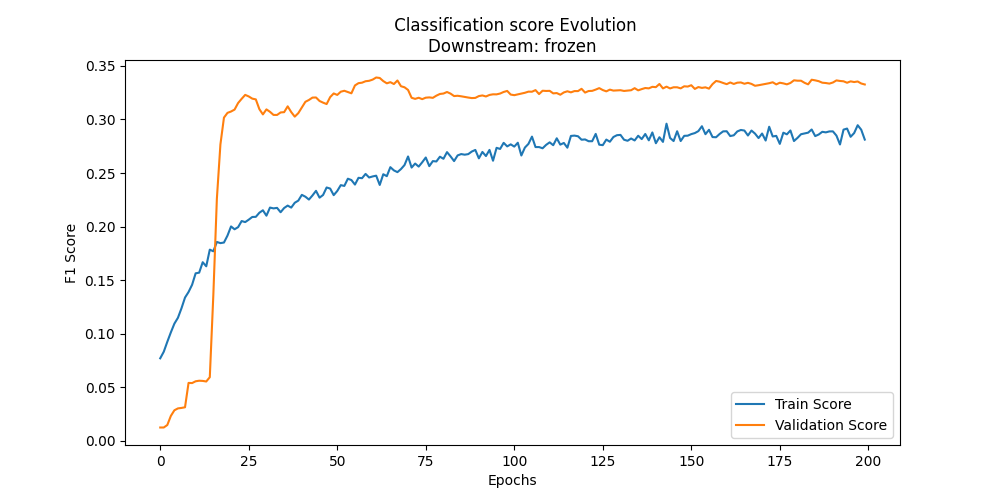 Classification score Evolution
Downstream: frozen
F1 Score
0.35
0.30
0.25
0.20
0.15
0.10
0.05
0.00
0 25 50 75 100 125 150 175 200
Epochs
Train Score
Validation Score